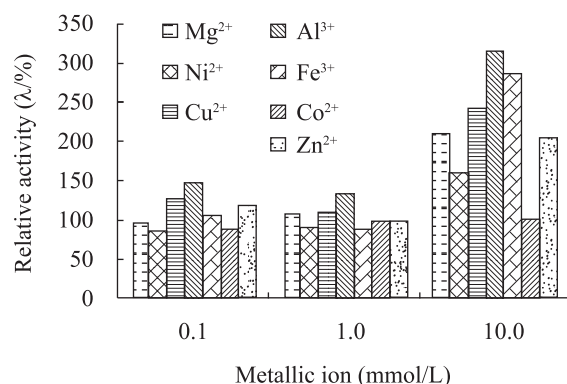 Relative activity (λ/%)
350
300
250
200
150
100
50
0
Mg²⁺ Al³⁺
Ni²⁺ Fe³⁺
Cu²⁺ Co²⁺
Zn²⁺
0.1 1.0 10.0
Metallic ion (mmol/L)